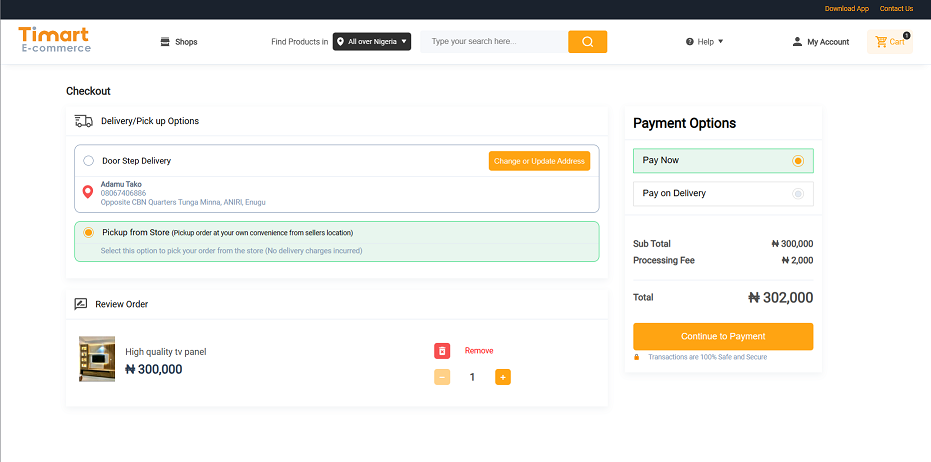 Download App Contact Us
Timart
E-commerce
Shops
Find Products in
All over Nigeria
Type your search here...
Help
My Account
Cart
1
Checkout
Delivery/Pick up Options
Door Step Delivery
Change or Update Address
Adamu Tako
08067406886
Opposite CBN Quarters Tunga Minna, ANIRI, Enugu
Pickup from Store (Pickup order at your own convenience from sellers location)
Select this option to pick your order from the store (No delivery charges incurred)
Review Order
High quality tv panel
₦ 300,000
Remove
− 1 +
Payment Options
Pay Now
Pay on Delivery
Sub Total ₦ 300,000
Processing Fee ₦ 2,000
Total ₦ 302,000
Continue to Payment
Transactions are 100% Safe and Secure